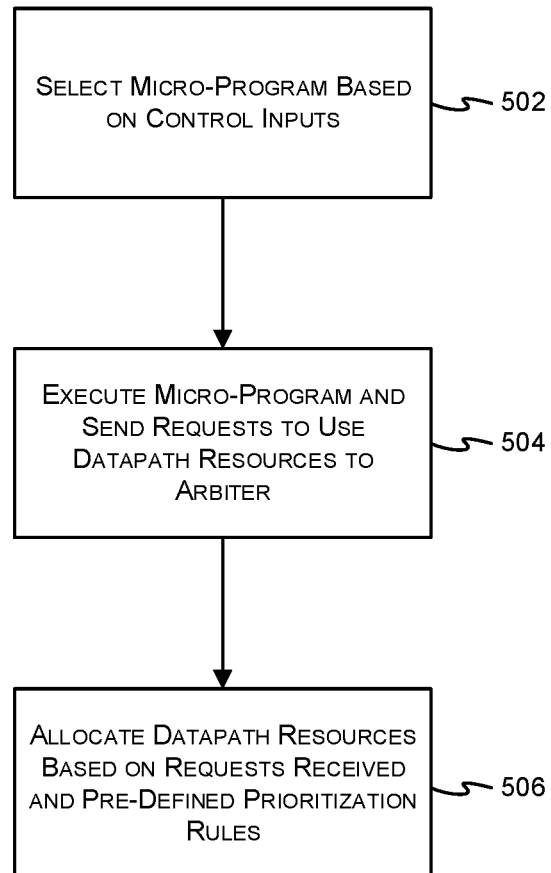 SELECT MICRO-PROGRAM BASED
ON CONTROL INPUTS
502
EXECUTE MICRO-PROGRAM AND
SEND REQUESTS TO USE
DATAPATH RESOURCES TO
ARBITER
504
ALLOCATE DATAPATH RESOURCES
BASED ON REQUESTS RECEIVED
AND PRE-DEFINED PRIORITIZATION
RULES
506